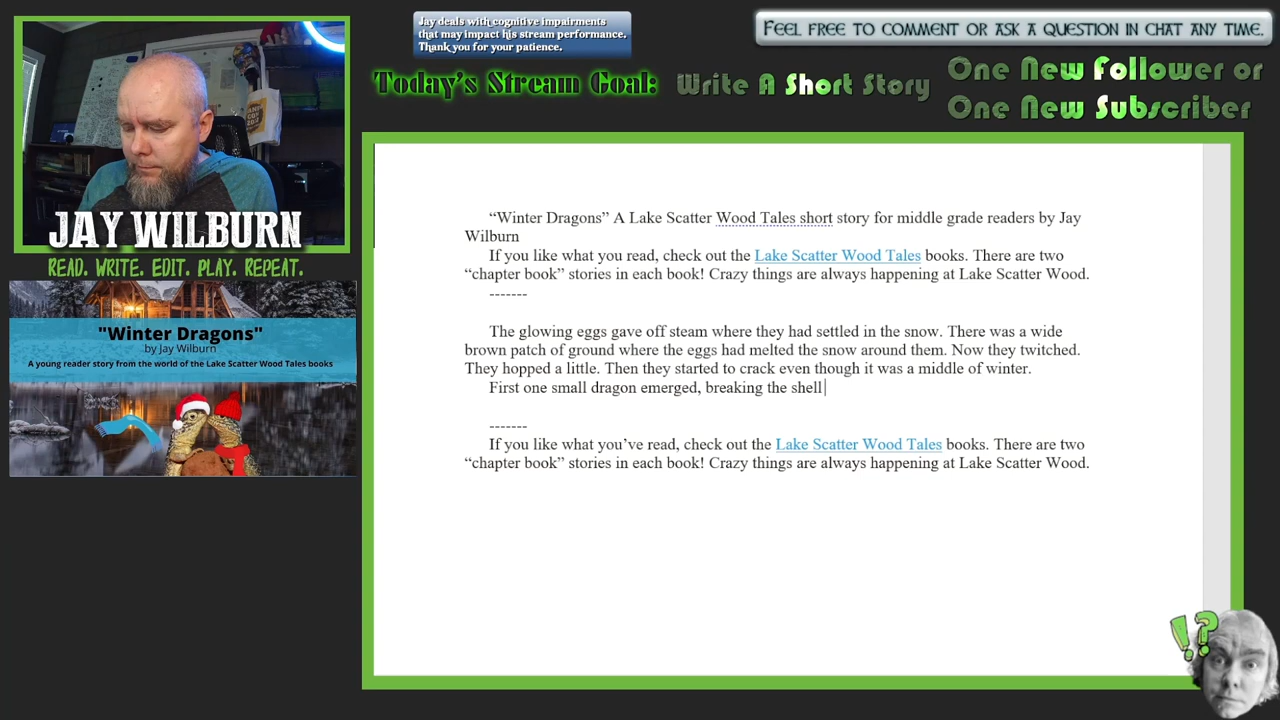 Jay deals with cognitive impairments
that may impact his stream performance.
Thank you for your patience.
Feel free to comment or ask a question in chat any time.
Today's Stream Goal:
Write A Short Story
One New Follower or
One New Subscriber
JAY WILBURN
READ. WRITE. EDIT. PLAY. REPEAT.
"Winter Dragons"
by Jay Wilburn
A young reader story from the world of the Lake Scatter Wood Tales books
“Winter Dragons” A Lake Scatter Wood Tales short story for middle grade readers by Jay
Wilburn
If you like what you read, check out the Lake Scatter Wood Tales books. There are two
“chapter book” stories in each book! Crazy things are always happening at Lake Scatter Wood.
-------
The glowing eggs gave off steam where they had settled in the snow. There was a wide
brown patch of ground where the eggs had melted the snow around them. Now they twitched.
They hopped a little. Then they started to crack even though it was a middle of winter.
First one small dragon emerged, breaking the shell
-------
If you like what you’ve read, check out the Lake Scatter Wood Tales books. There are two
“chapter book” stories in each book! Crazy things are always happening at Lake Scatter Wood.
!?